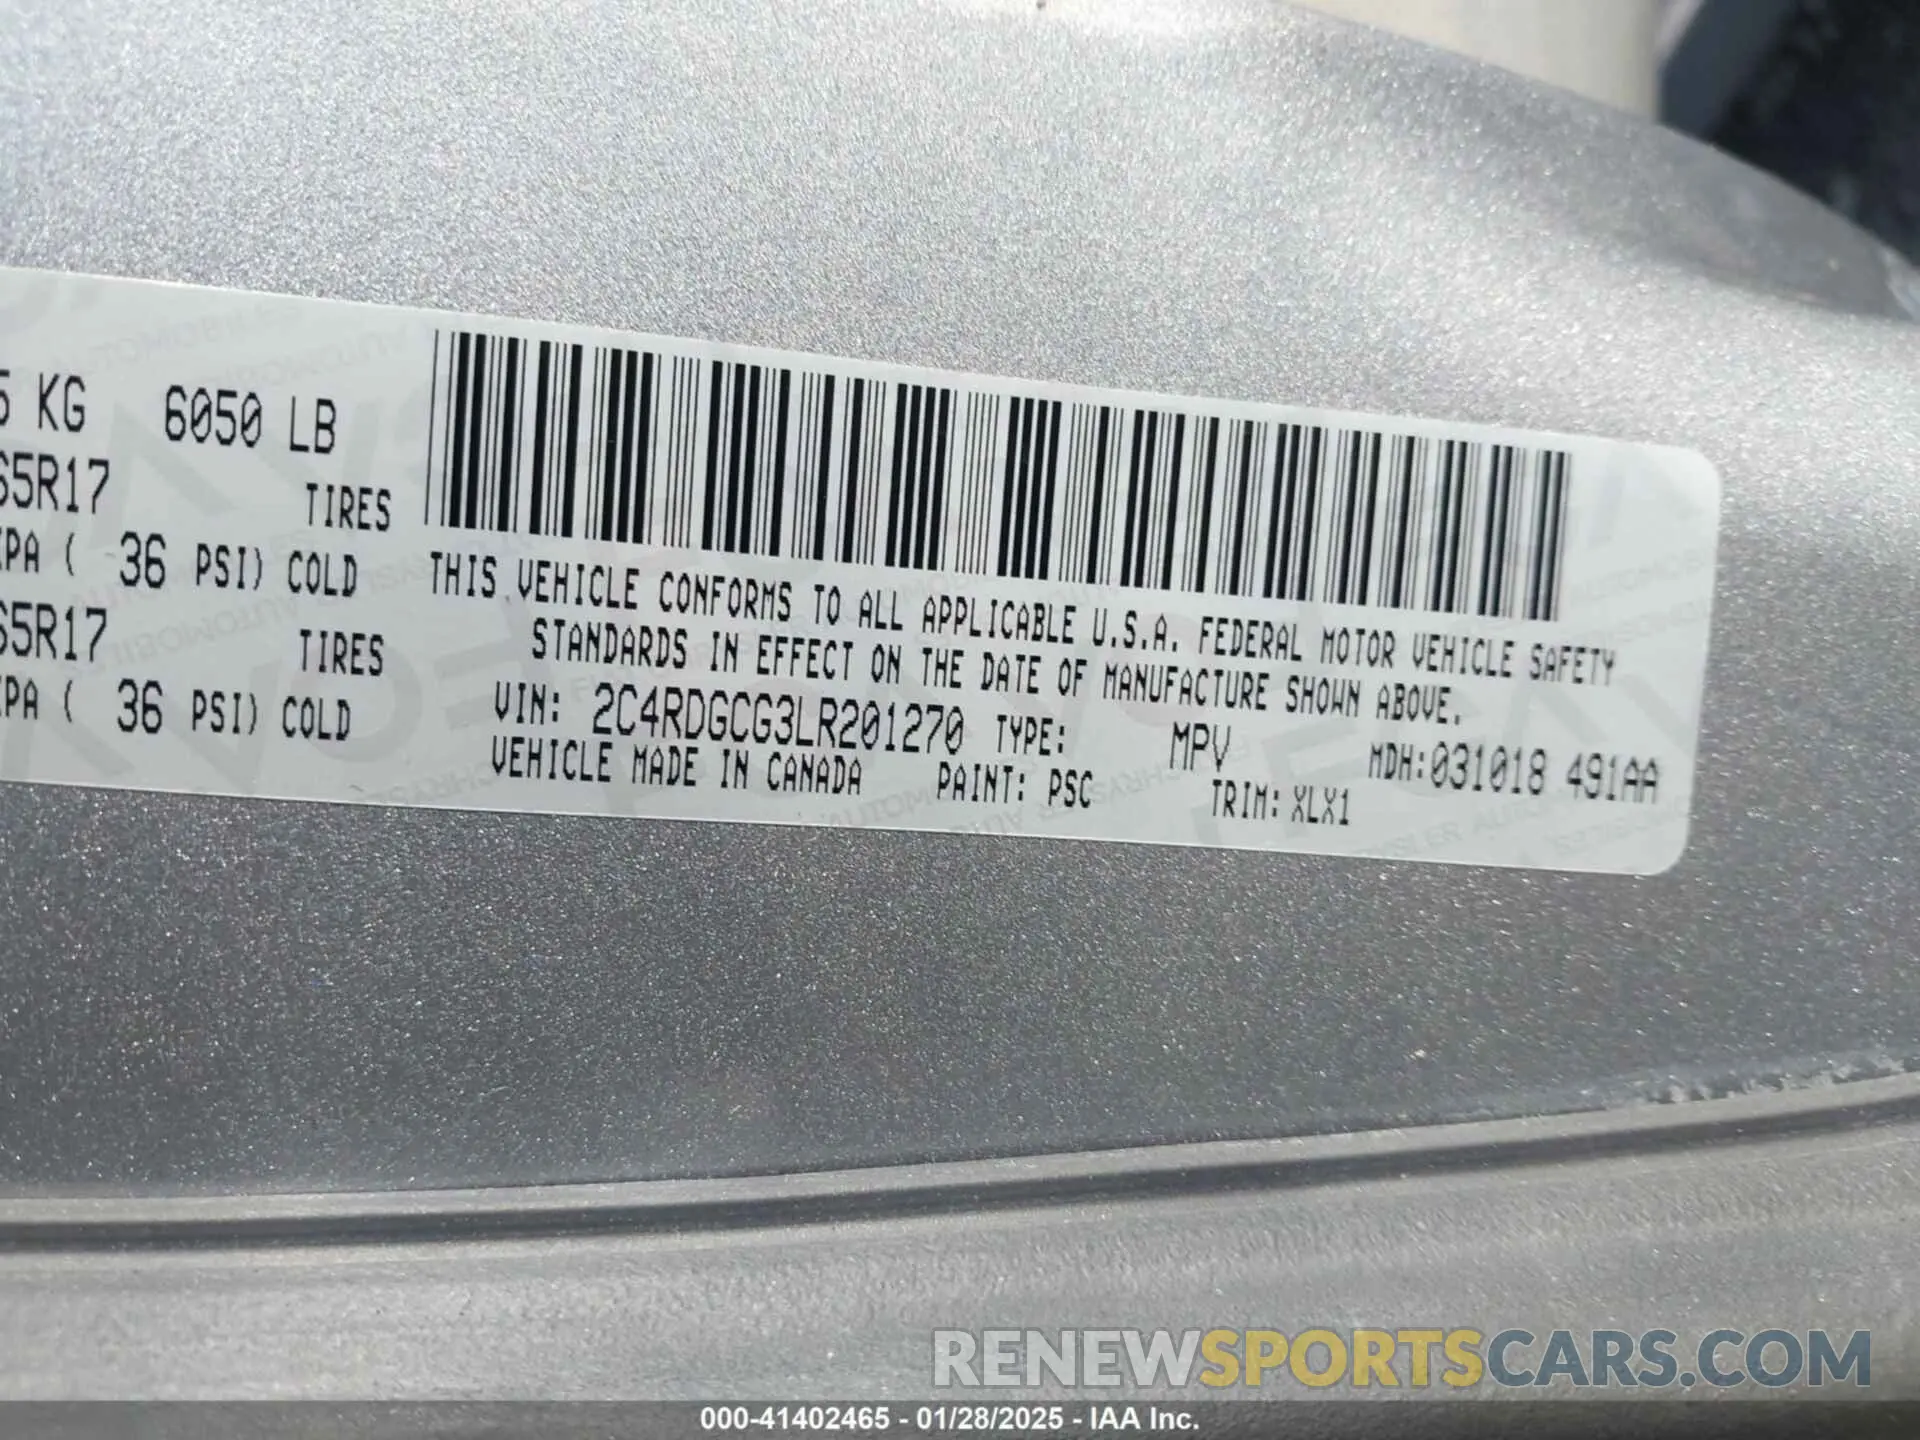 5 KG 6050 LB
65R17 TIRES
KPA ( 36 PSI) COLD
65R17 TIRES
KPA ( 36 PSI) COLD
THIS VEHICLE CONFORMS TO ALL APPLICABLE U.S.A. FEDERAL MOTOR VEHICLE SAFETY
STANDARDS IN EFFECT ON THE DATE OF MANUFACTURE SHOWN ABOVE.
VIN: 2C4RDGCG3LR201270 TYPE: MPV MDH:031018 491AA
VEHICLE MADE IN CANADA PAINT: PSC TRIM: XLX1
RENEWSPORTSCARS.COM
000-41402465 - 01/28/2025 - IAA Inc.